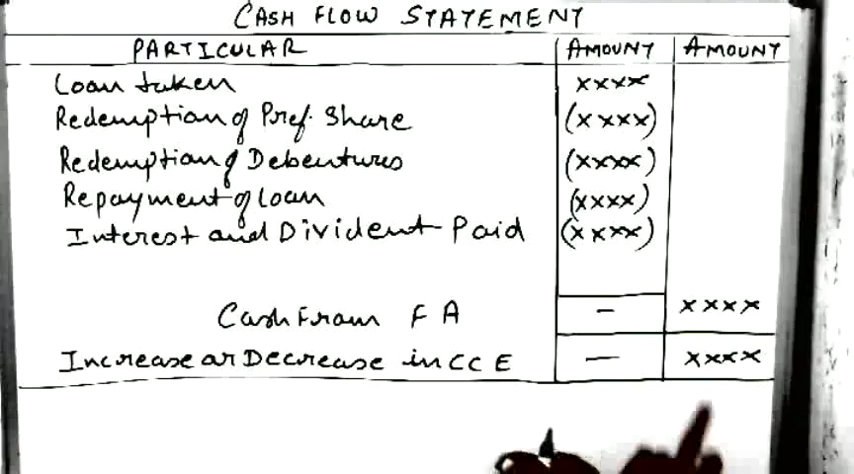 CASH FLOW STATEMENT
PARTICULAR AMOUNT AMOUNT
Loan taken xxxx
Redemption of Pref. Share (xxxx)
Redemption of Debentures (xxxx)
Repayment of Loan (xxxx)
Interest and Divident Paid (xxxx)
Cash From F A - xxxx
Increase or Decrease in CCE - xxxx